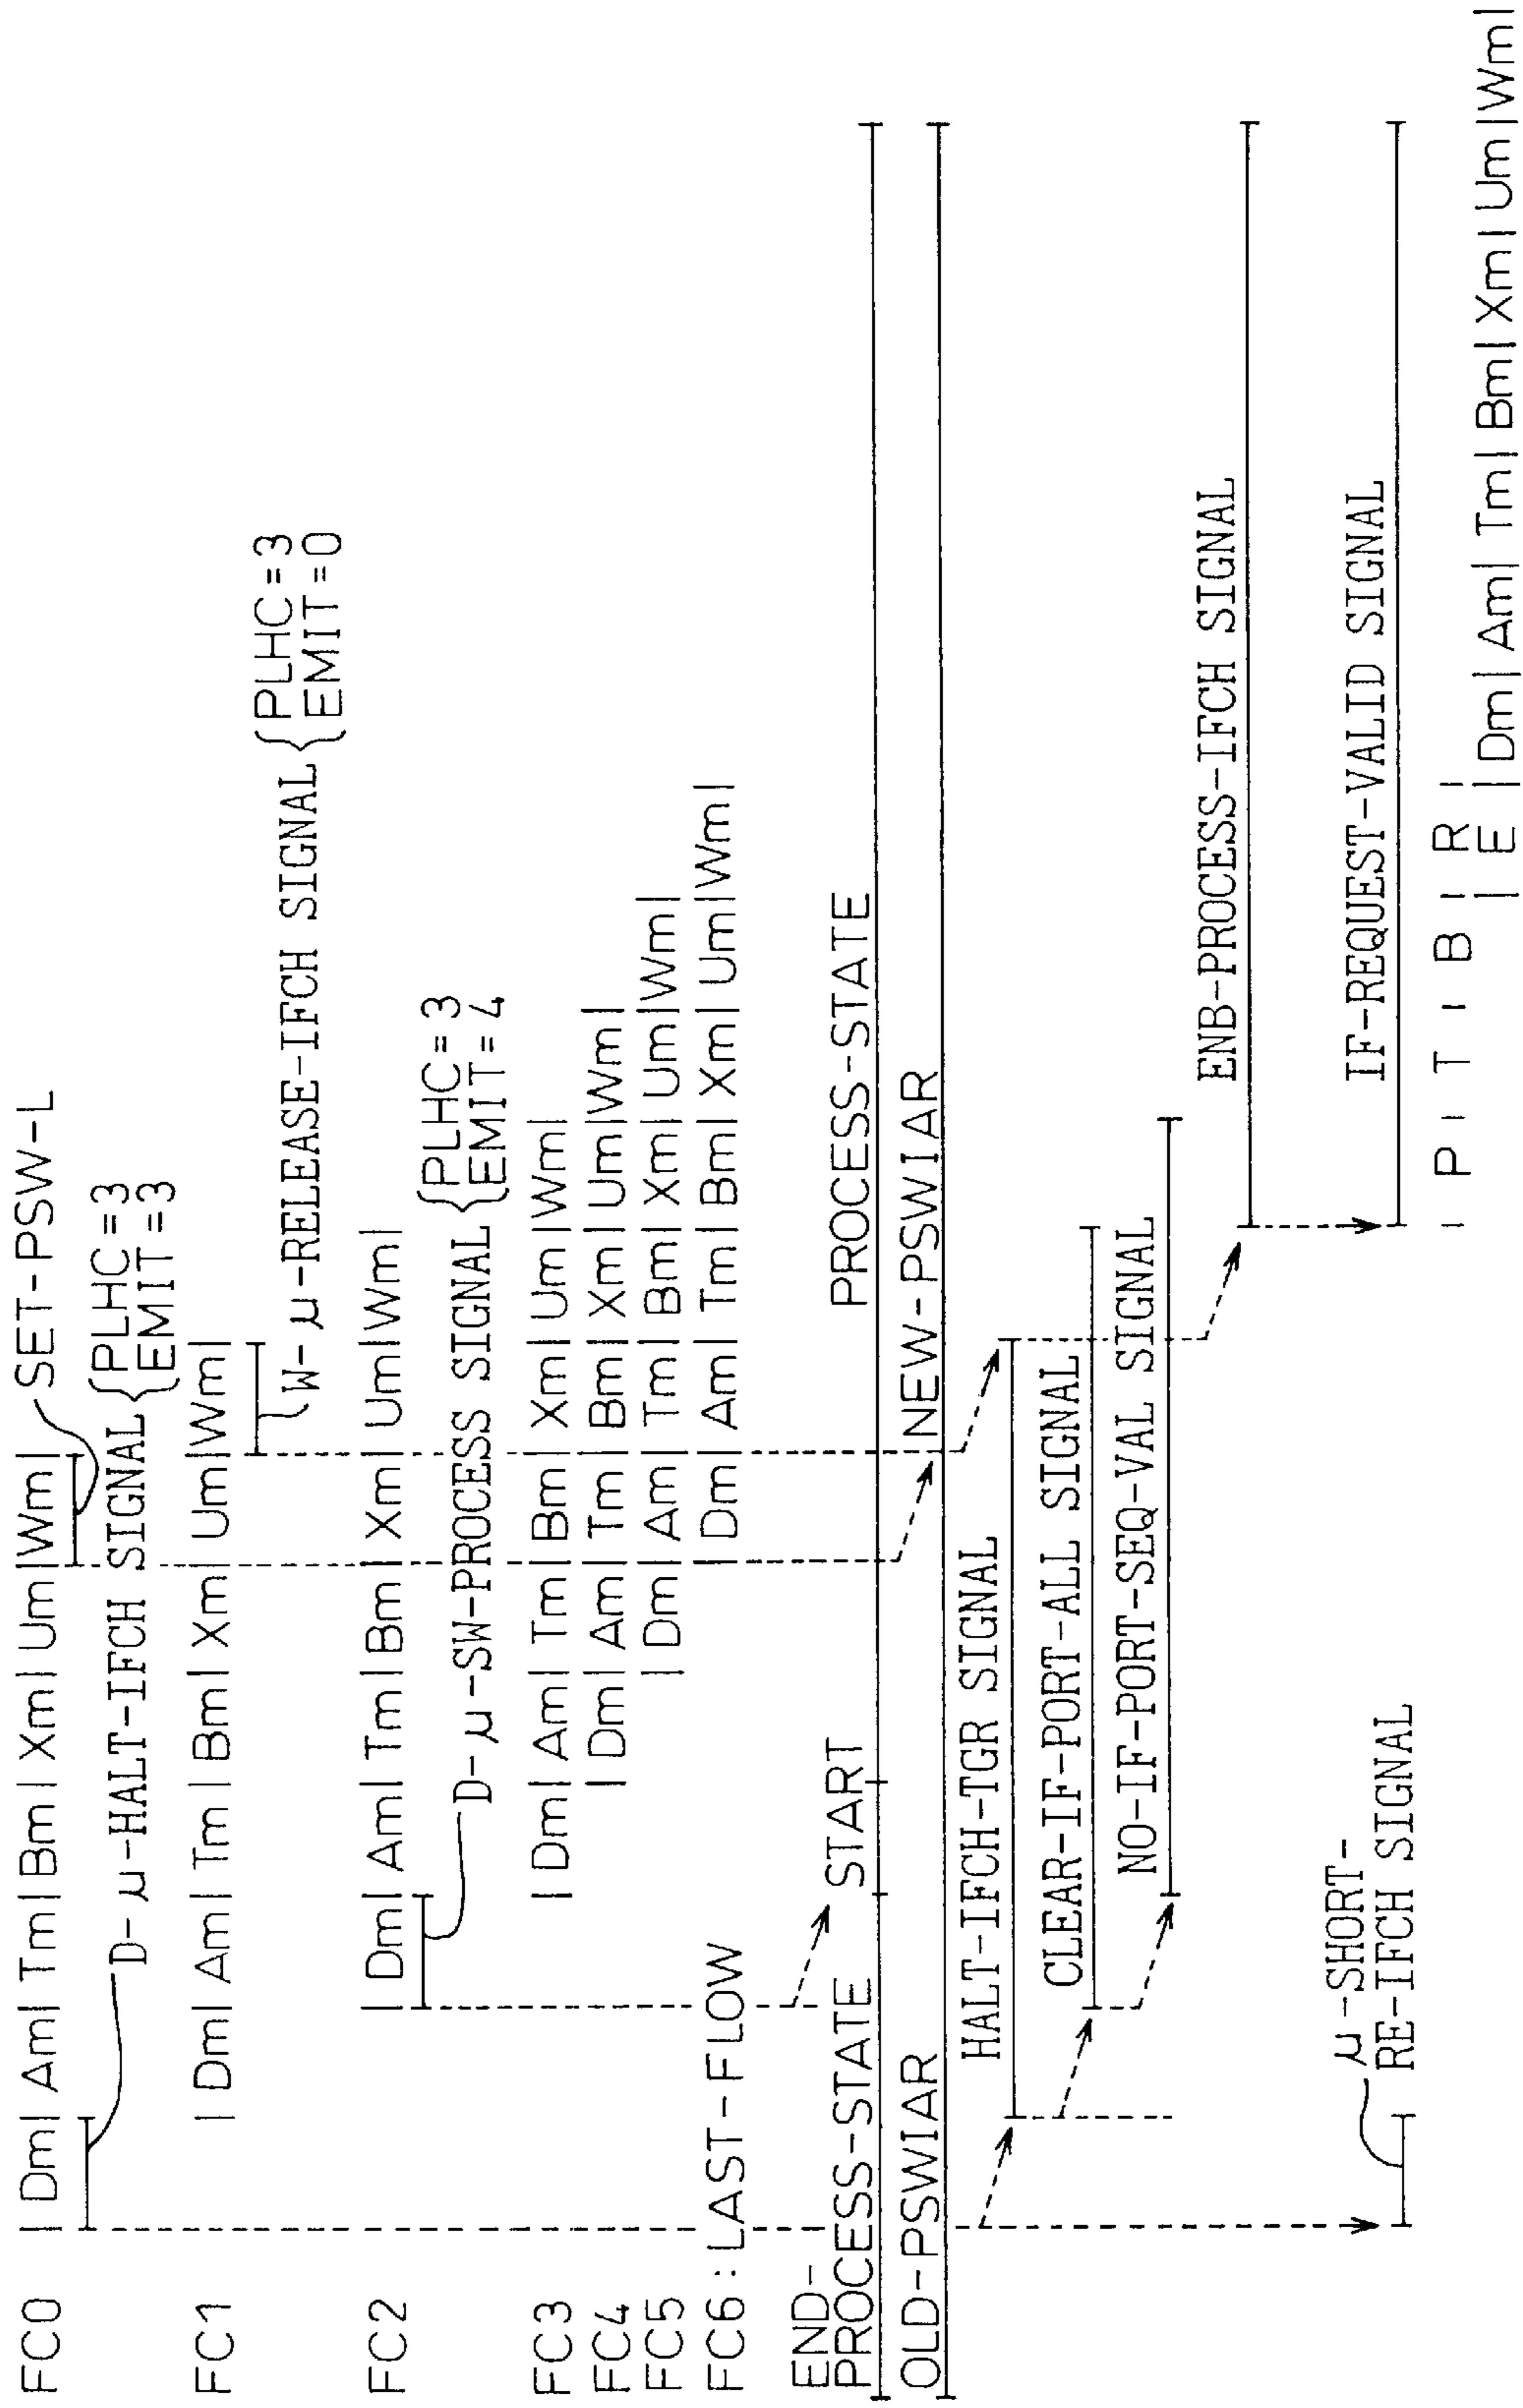 FC0 | Dm | Am | Tm | Bm | Xm | Um | Wm | SET-PSW-L
D-μ-HALT-IFCH SIGNAL { PLHC=3
EMIT=3
FC1 | Dm | Am | Tm | Bm | Xm | Um | Wm |
W-μ-RELEASE-IFCH SIGNAL { PLHC=3
EMIT=0
FC2 | Dm | Am | Tm | Bm | Xm | Um | Wm |
D-μ-SW-PROCESS SIGNAL { PLHC=3
EMIT=4
FC3 | Dm | Am | Tm | Bm | Xm | Um | Wm |
FC4 | Dm | Am | Tm | Bm | Xm | Um | Wm |
FC5 | Dm | Am | Tm | Bm | Xm | Um | Wm |
FC6 : LAST-FLOW | Dm | Am | Tm | Bm | Xm | Um | Wm |
END-
PROCESS-STATE START PROCESS-STATE
OLD-PSWIAR NEW-PSWIAR
HALT-IFCH-TGR SIGNAL
CLEAR-IF-PORT-ALL SIGNAL
NO-IF-PORT-SEQ-VAL SIGNAL
ENB-PROCESS-IFCH SIGNAL
μ-SHORT-
RE-IFCH SIGNAL
IF-REQUEST-VALID SIGNAL
| P | T | B | R |
| E | Dm | Am | Tm | Bm | Xm | Um | Wm |